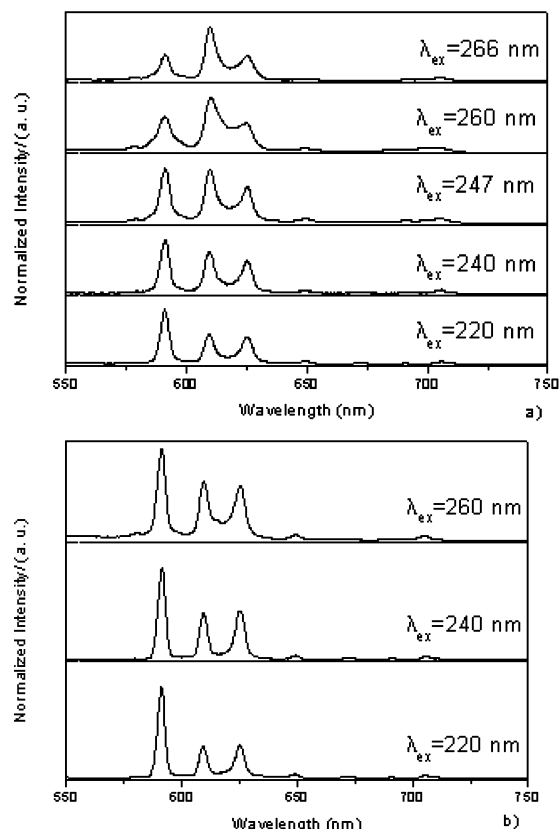 Normalized Intensity/(a. u.)
λex=266 nm
λex=260 nm
λex=247 nm
λex=240 nm
λex=220 nm
550 600 650 700 750
Wavelength (nm)
a)
Normalized Intensity/(a. u.)
λex=260 nm
λex=240 nm
λex=220 nm
550 600 650 700 750
Wavelength (nm)
b)